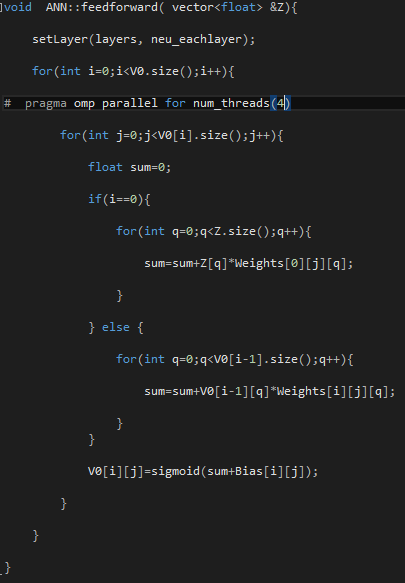 void  ANN::feedforward( vector<float> &Z){
setLayer(layers, neu_eachlayer);
for(int i=0;i<V0.size();i++){
#  pragma omp parallel for num_threads(4)
for(int j=0;j<V0[i].size();j++){
float sum=0;
if(i==0){
for(int q=0;q<Z.size();q++){
sum=sum+Z[q]*Weights[0][j][q];
}
} else {
for(int q=0;q<V0[i-1].size();q++){
sum=sum+V0[i-1][q]*Weights[i][j][q];
}
}
V0[i][j]=sigmoid(sum+Bias[i][j]);
}
}
}